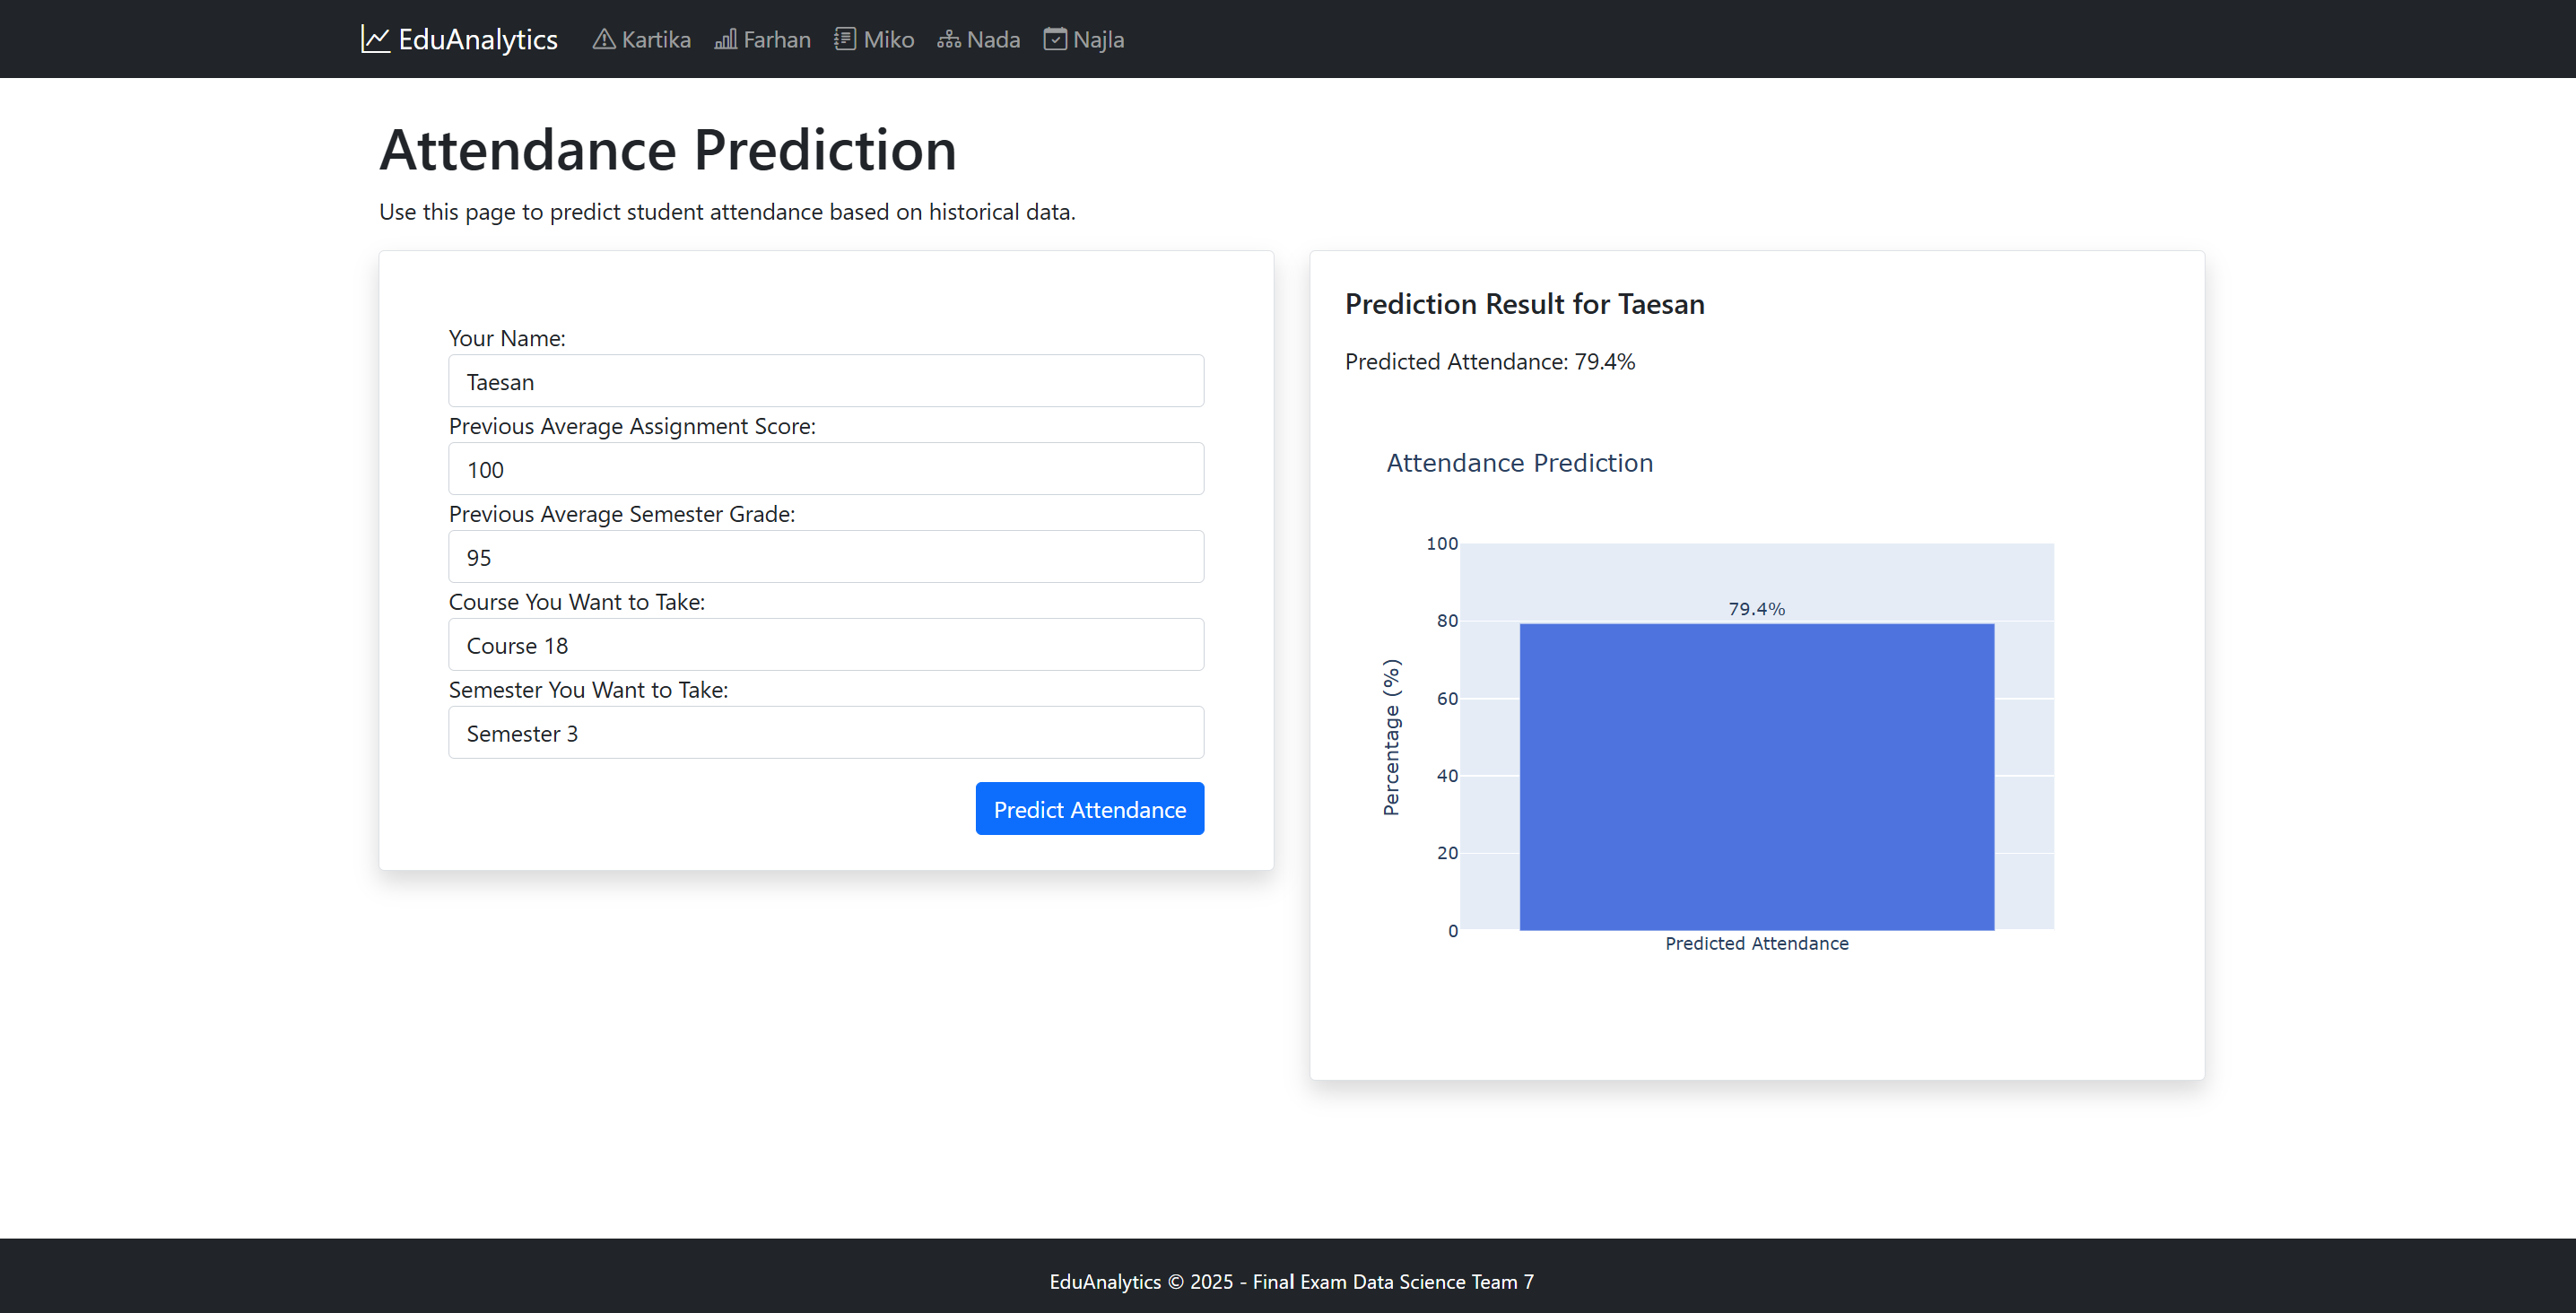 EduAnalytics Kartika Farhan Miko Nada Najla
Attendance Prediction
Use this page to predict student attendance based on historical data.
Your Name:
Taesan
Previous Average Assignment Score:
100
Previous Average Semester Grade:
95
Course You Want to Take:
Course 18
Semester You Want to Take:
Semester 3
Predict Attendance
Prediction Result for Taesan
Predicted Attendance: 79.4%
Attendance Prediction
100
80
60
40
20
0
Percentage (%)
79.4%
Predicted Attendance
EduAnalytics © 2025 - Final Exam Data Science Team 7